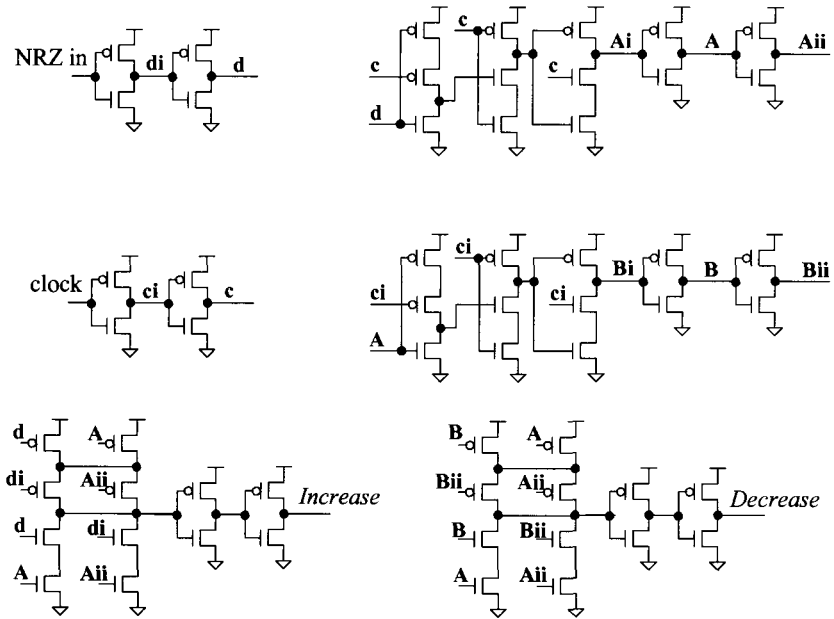 NRZ in
di
d
c
c
d
c
Ai
A
Aii
clock
ci
c
ci
ci
A
ci
Bi
B
Bii
d
A
di
Aii
d
di
A
Aii
Increase
B
A
Bii
Aii
B
Bii
A
Aii
Decrease